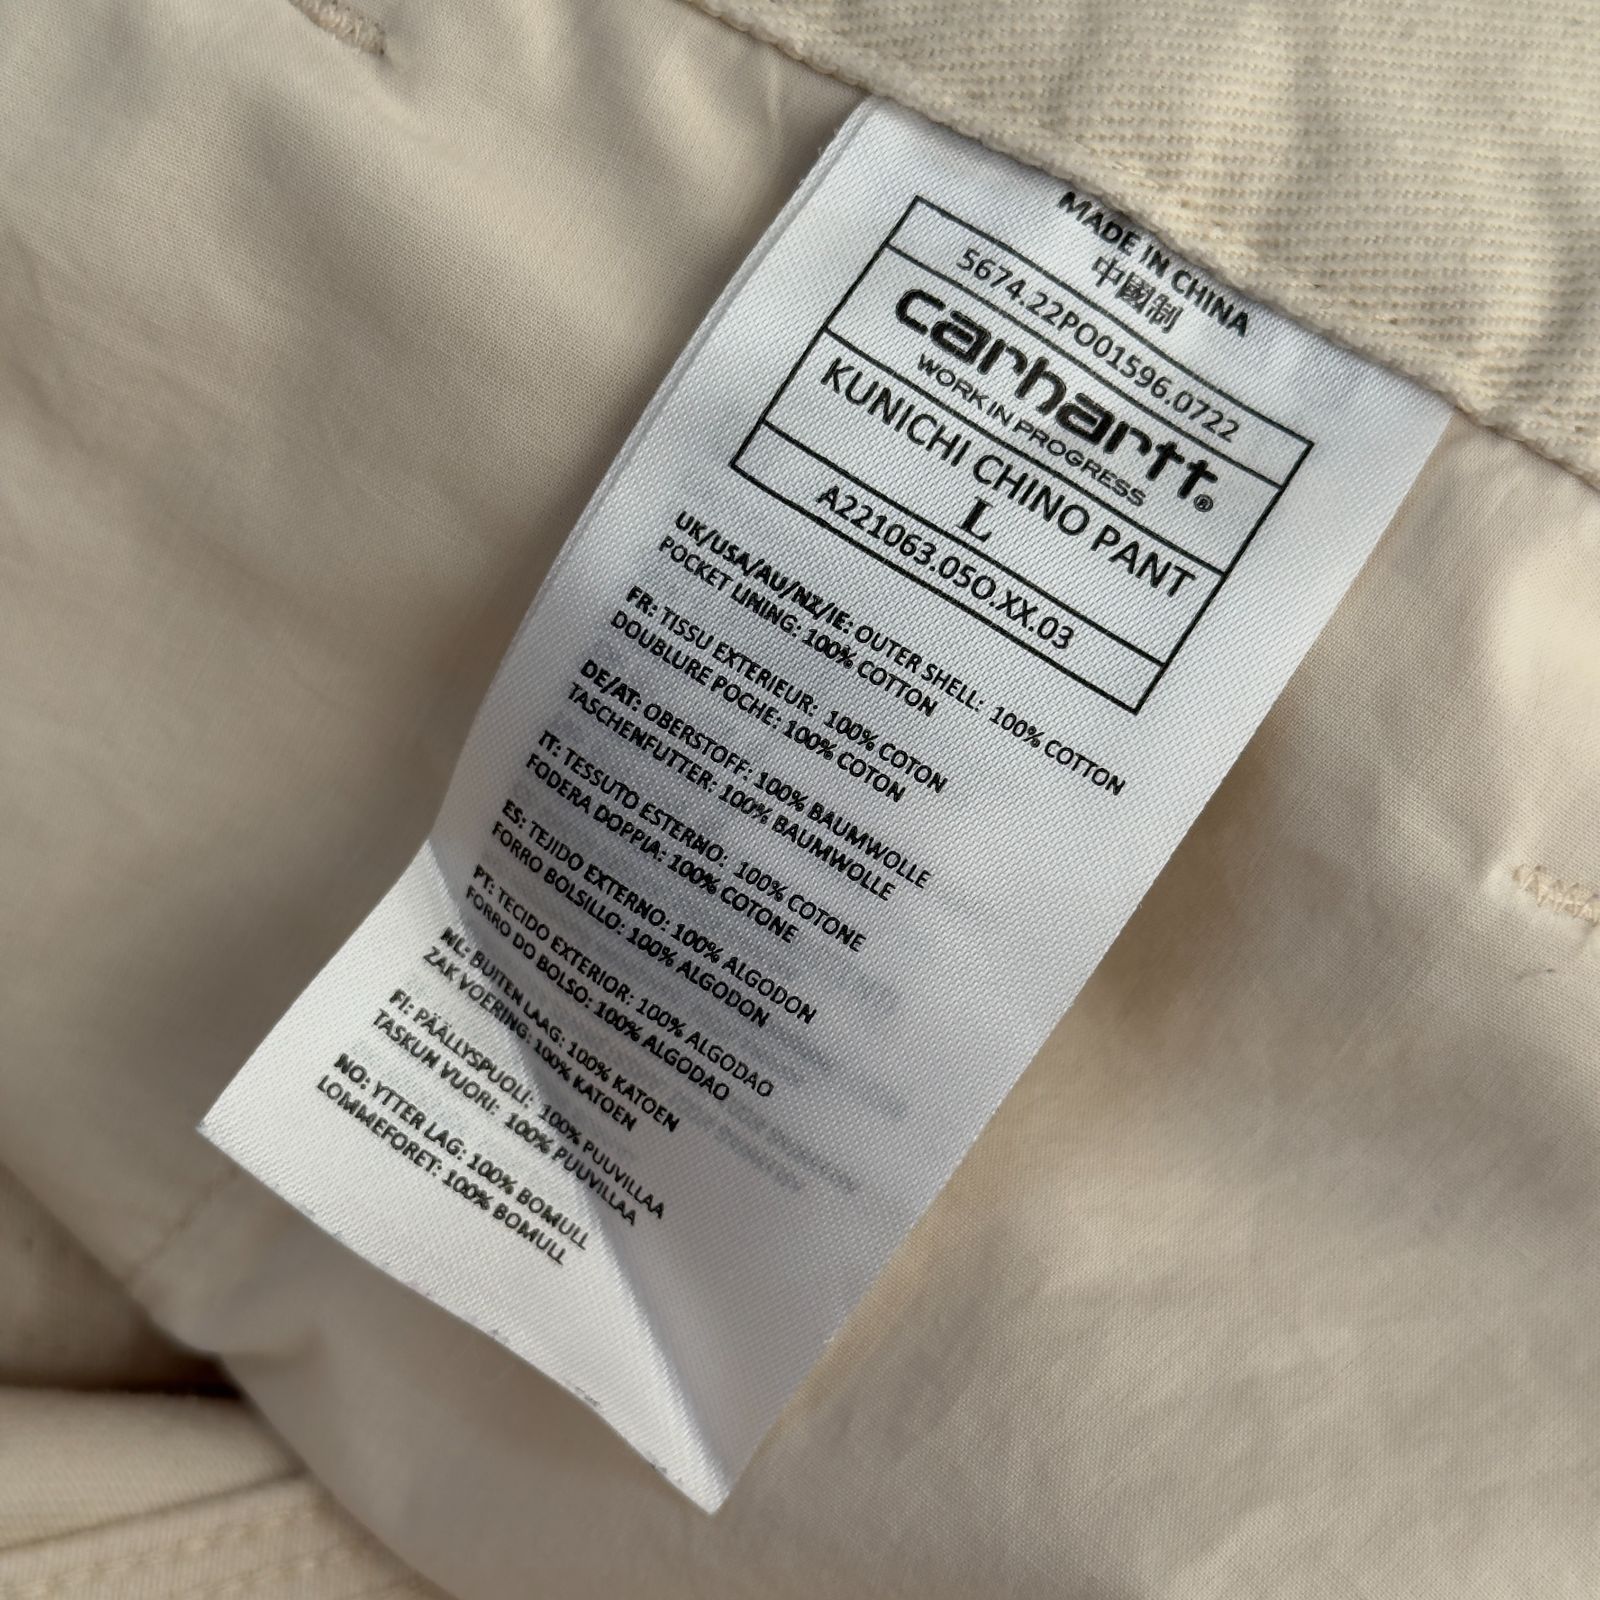 MADE IN CHINA
中國制
5674.22PO01596.0722
carhartt®
WORK IN PROGRESS
KUNICHI CHINO PANT
L
A221063.05O.XX.03
UK/USA/AU/NZ/IE: OUTER SHELL: 100% COTTON
POCKET LINING: 100% COTTON
FR: TISSU EXTERIEUR: 100% COTON
DOUBLURE POCHE: 100% COTON
DE/AT: OBERSTOFF: 100% BAUMWOLLE
TASCHENFUTTER: 100% BAUMWOLLE
IT: TESSUTO ESTERNO: 100% COTONE
FODERA DOPPIA: 100% COTONE
ES: TEJIDO EXTERNO: 100% ALGODON
FORRO BOLSILLO: 100% ALGODON
PT: TECIDO EXTERIOR: 100% ALGODAO
FORRO DO BOLSO: 100% ALGODAO
NL: BUITEN LAAG: 100% KATOEN
ZAK VOERING: 100% KATOEN
FI: PÄÄLLYSPUOLI: 100% PUUVILLAA
TASKUN VUORI: 100% PUUVILLAA
NO: YTTER LAG: 100% BOMULL
LOMMEFORET: 100% BOMULL